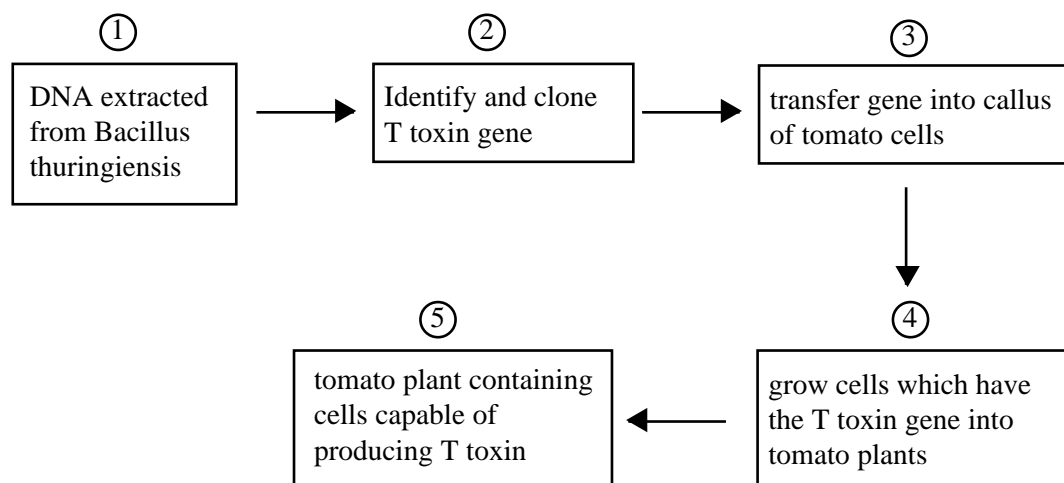 1
DNA extracted
from Bacillus
thuringiensis
2
Identify and clone
T toxin gene
3
transfer gene into callus
of tomato cells
4
grow cells which have
the T toxin gene into
tomato plants
5
tomato plant containing
cells capable of
producing T toxin